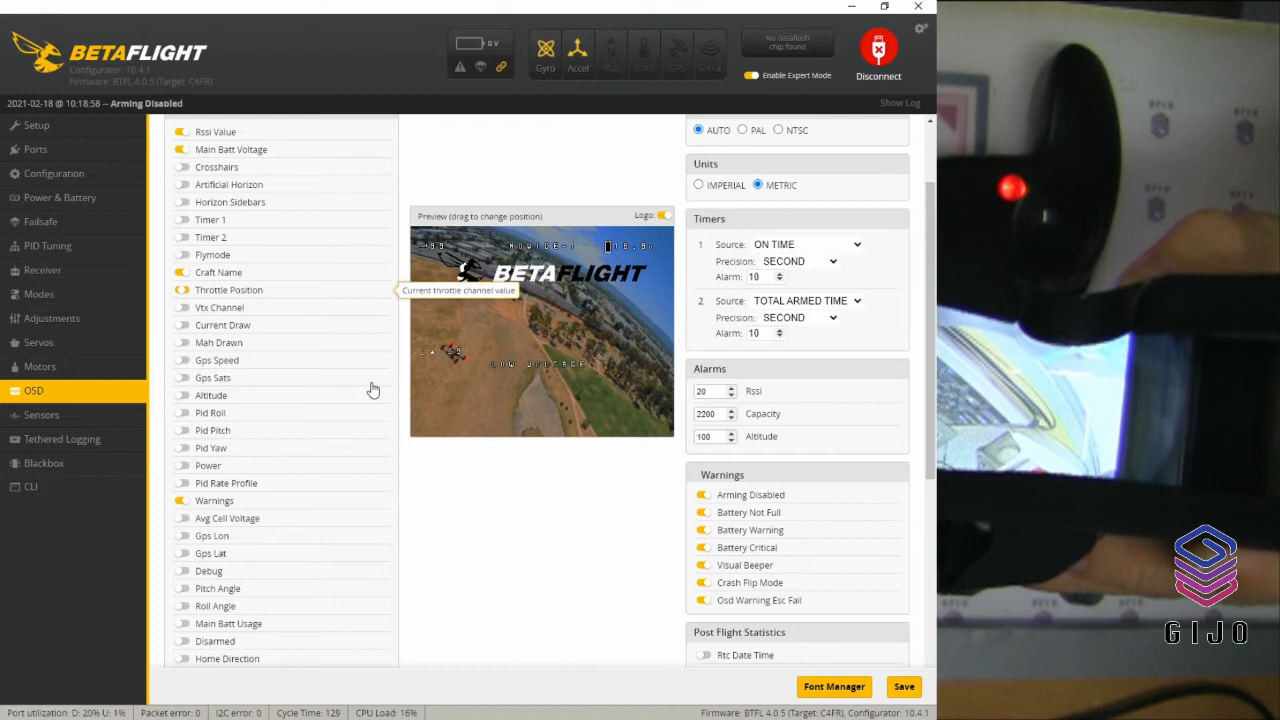 BETAFLIGHT
Configurator: 10.4.1
Firmware: BTFL 4.0.5 (Target: C4FR)
0 V
Gyro
Accel
Mag
Baro
GPS
Sonar
No dataflash
chip found
Enable Expert Mode
Disconnect
2021-02-18 @ 10:18:58 -- Arming Disabled
Show Log
Setup
Ports
Configuration
Power & Battery
Failsafe
PID Tuning
Receiver
Modes
Adjustments
Servos
Motors
OSD
Sensors
Tethered Logging
Blackbox
CLI
Rssi Value
Main Batt Voltage
Crosshairs
Artificial Horizon
Horizon Sidebars
Timer 1
Timer 2
Flymode
Craft Name
Throttle Position
Vtx Channel
Current Draw
Mah Drawn
Gps Speed
Gps Sats
Altitude
Pid Roll
Pid Pitch
Pid Yaw
Power
Pid Rate Profile
Warnings
Avg Cell Voltage
Gps Lon
Gps Lat
Debug
Pitch Angle
Roll Angle
Main Batt Usage
Disarmed
Home Direction
Current throttle channel value
Preview (drag to change position)
Logo:
99
16.8
BETAFLIGHT
69
LOW VOLTAGE
AUTO PAL NTSC
Units
IMPERIAL METRIC
Timers
1 Source: ON TIME
Precision: SECOND
Alarm: 10
2 Source: TOTAL ARMED TIME
Precision: SECOND
Alarm: 10
Alarms
20 Rssi
2200 Capacity
100 Altitude
Warnings
Arming Disabled
Battery Not Full
Battery Warning
Battery Critical
Visual Beeper
Crash Flip Mode
Osd Warning Esc Fail
Post Flight Statistics
Rtc Date Time
Font Manager
Save
Port utilization: D: 20% U: 1%
Packet error: 0
I2C error: 0
Cycle Time: 129
CPU Load: 16%
Firmware: BTFL 4.0.5 (Target: C4FR), Configurator: 10.4.1
GIJO